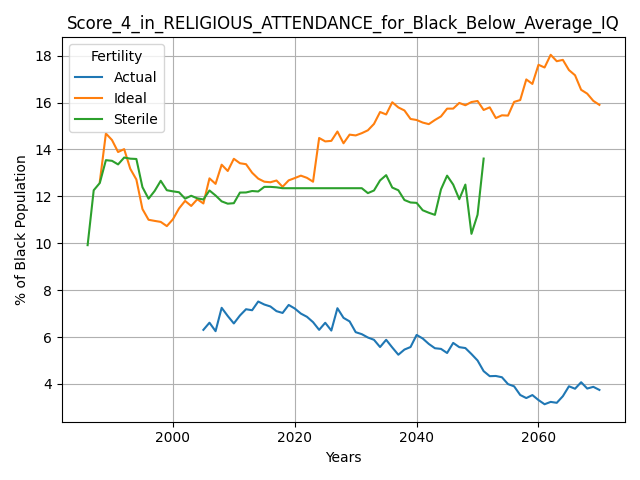 Score_4_in_RELIGIOUS_ATTENDANCE_for_Black_Below_Average_IQ
Fertility
Actual
Ideal
Sterile
% of Black Population
18
16
14
12
10
8
6
4
2000 2020 2040 2060
Years